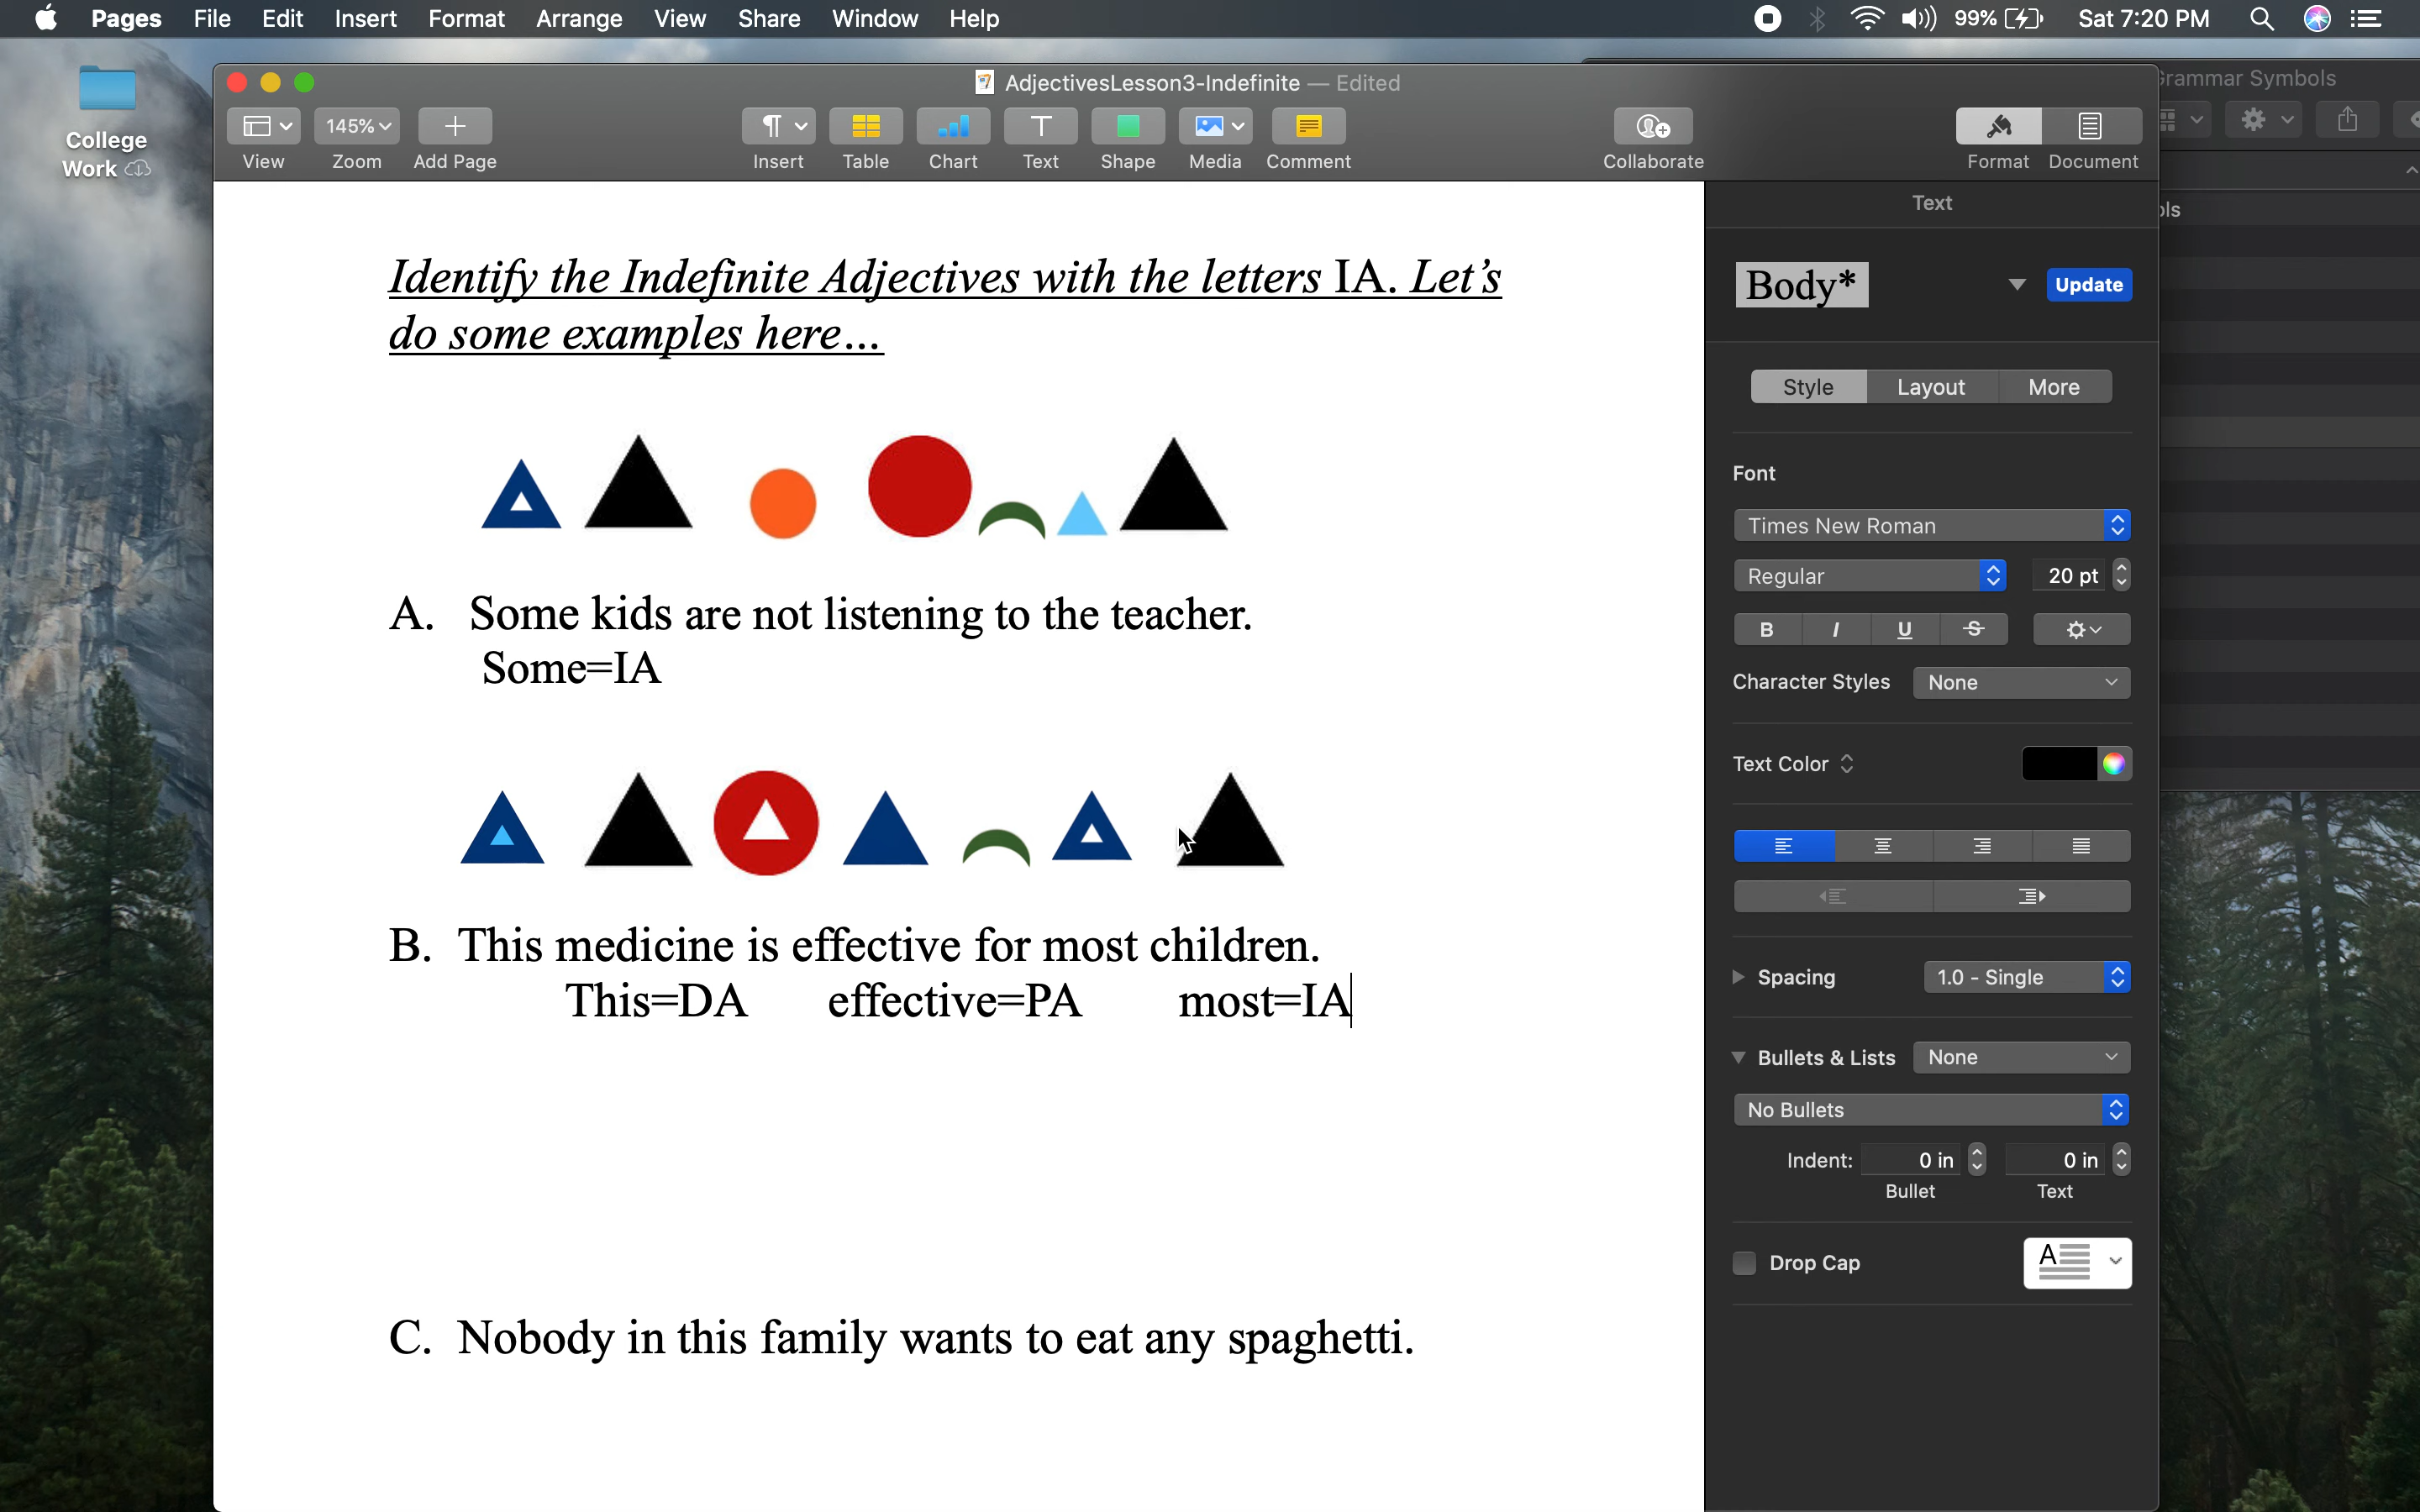 Pages File Edit Insert Format Arrange View Share Window Help 99% Sat 7:20 PM
College
Work
AdjectivesLesson3-Indefinite — Edited
Grammar Symbols
145%
View Zoom Add Page Insert Table Chart Text Shape Media Comment Collaborate Format Document
Text
Body* Update
Style Layout More
Font
Times New Roman
Regular 20 pt
B I U S
Character Styles None
Text Color
Spacing 1.0 - Single
Bullets & Lists None
No Bullets
Indent: 0 in 0 in
Bullet Text
Drop Cap A
Identify the Indefinite Adjectives with the letters IA. Let’s
do some examples here…
A. Some kids are not listening to the teacher.
Some=IA
B. This medicine is effective for most children.
This=DA effective=PA most=IA
C. Nobody in this family wants to eat any spaghetti.